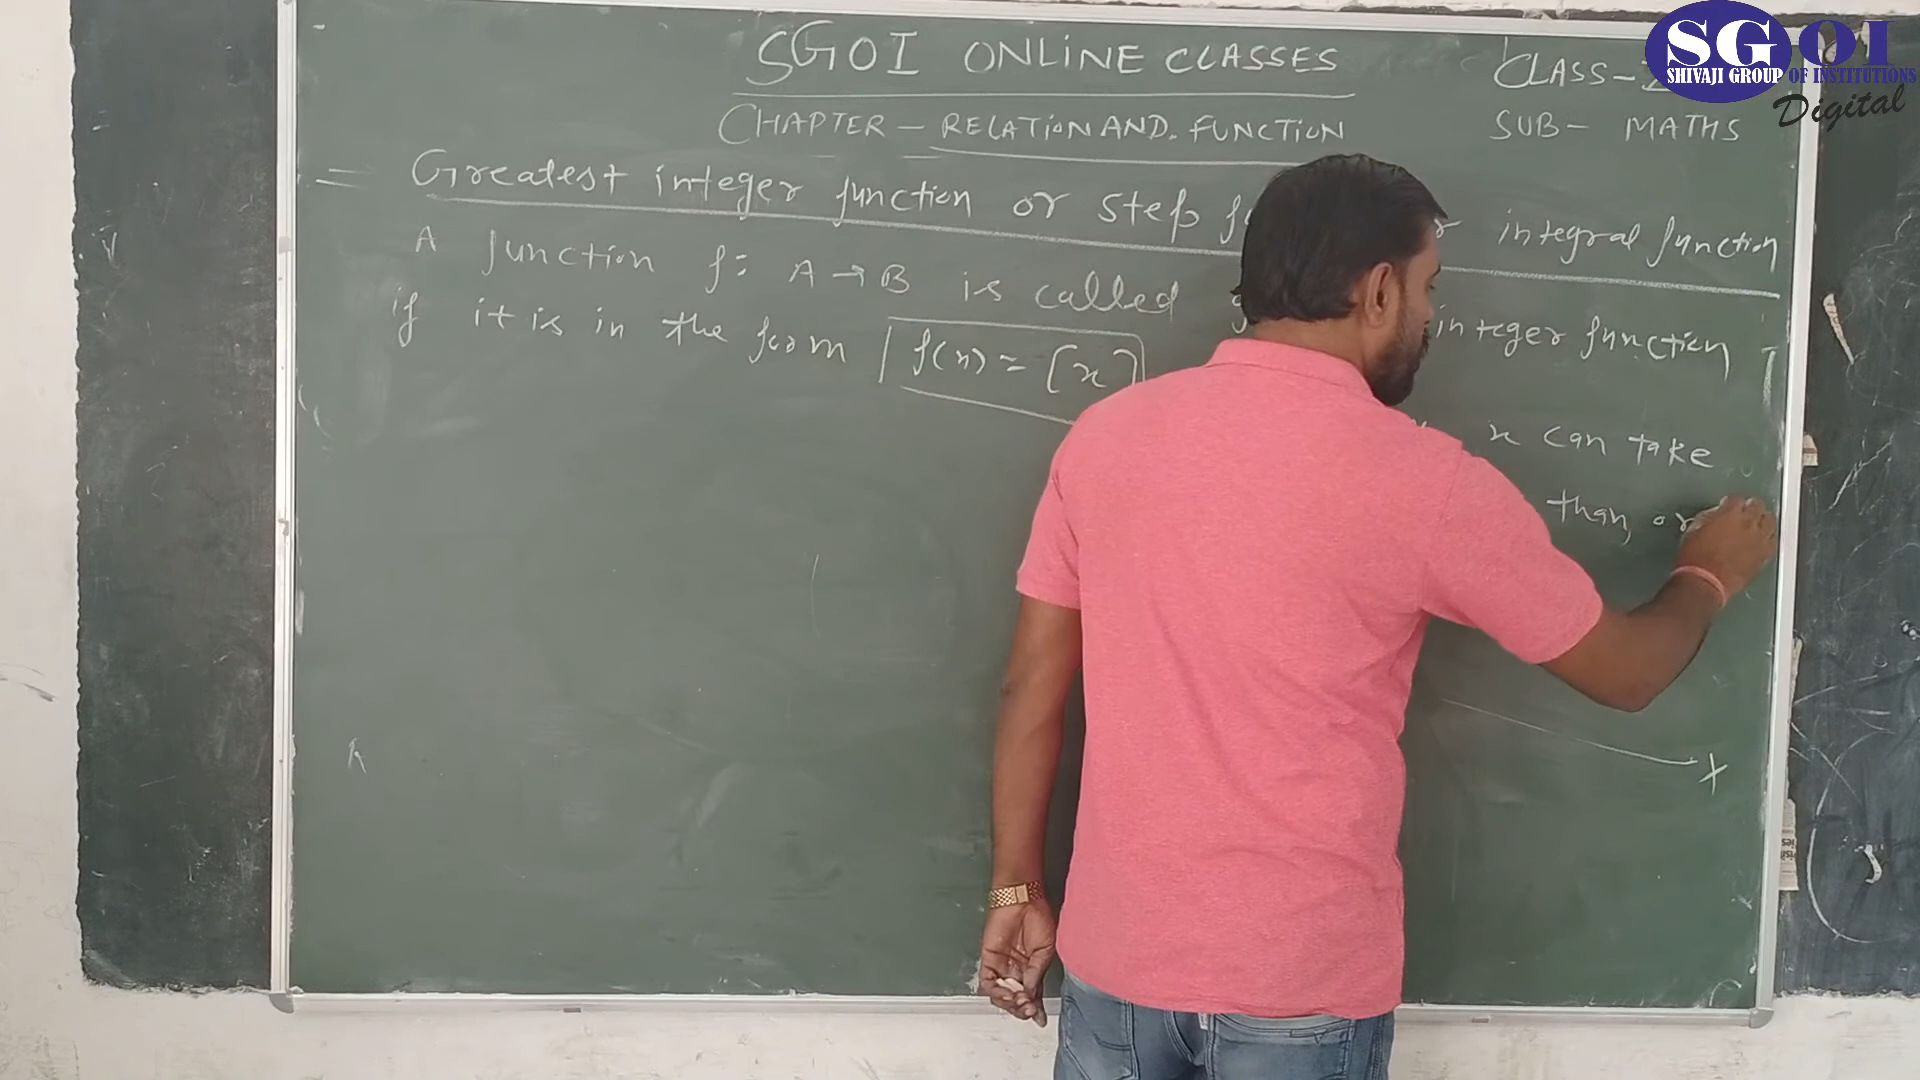 SGOI ONLINE CLASSES
CLASS-
SGOI
SHIVAJI GROUP OF INSTITUTIONS
Digital
CHAPTER - RELATION AND FUNCTION
SUB- MATHS
= Greatest integer function or Step integral function
A function f: A→B is called integer function
if it is in the form f(x) = [x]
x can take
than or
X